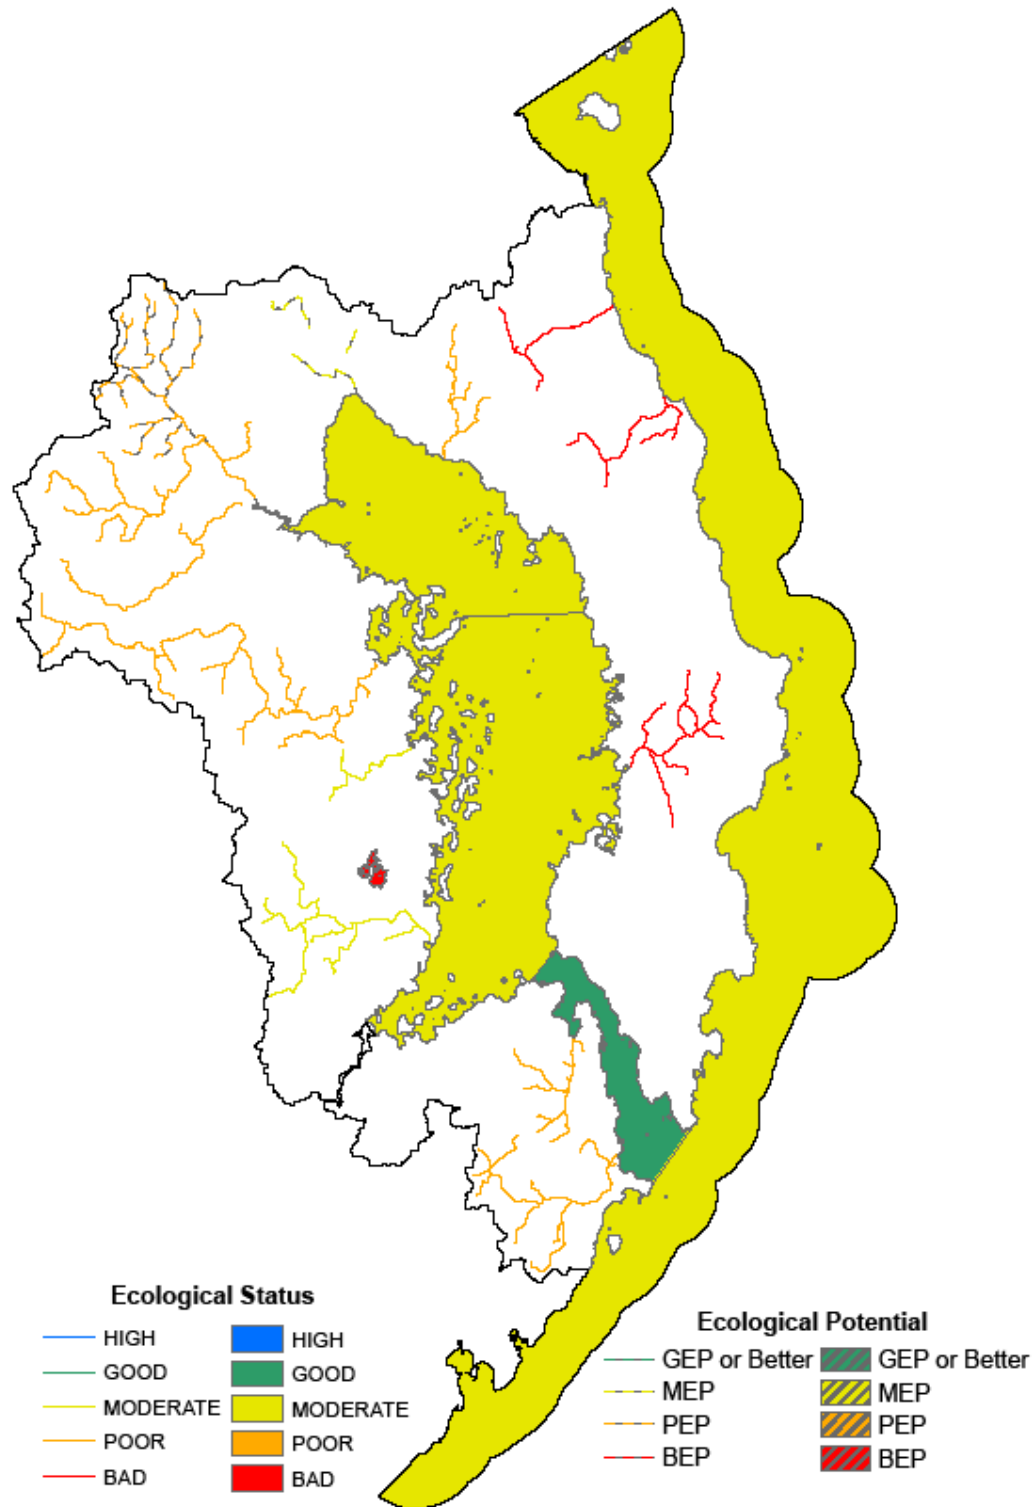 Ecological Status
HIGH HIGH
GOOD GOOD
MODERATE MODERATE
POOR POOR
BAD BAD
Ecological Potential
GEP or Better GEP or Better
MEP MEP
PEP PEP
BEP BEP